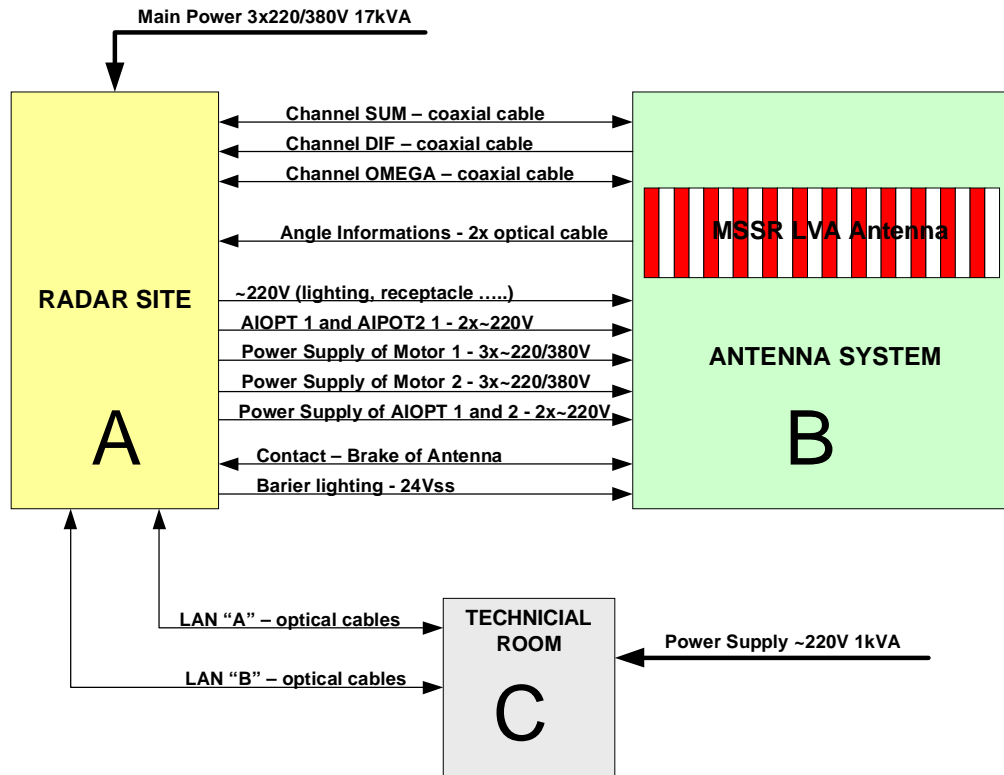 Main Power 3x220/380V 17kVA
Channel SUM – coaxial cable
Channel DIF – coaxial cable
Channel OMEGA – coaxial cable
MSSR LVA Antenna
Angle Informations - 2x optical cable
RADAR SITE
~220V (lighting, receptacle …..)
AIOPT 1 and AIPOT2 1 - 2x~220V
Power Supply of Motor 1 - 3x~220/380V
ANTENNA SYSTEM
Power Supply of Motor 2 - 3x~220/380V
Power Supply of AIOPT 1 and 2 - 2x~220V
A
B
Contact – Brake of Antenna
Barier lighting - 24Vss
LAN “A” – optical cables
TECHNICIAL
ROOM
Power Supply ~220V 1kVA
LAN “B” – optical cables
C